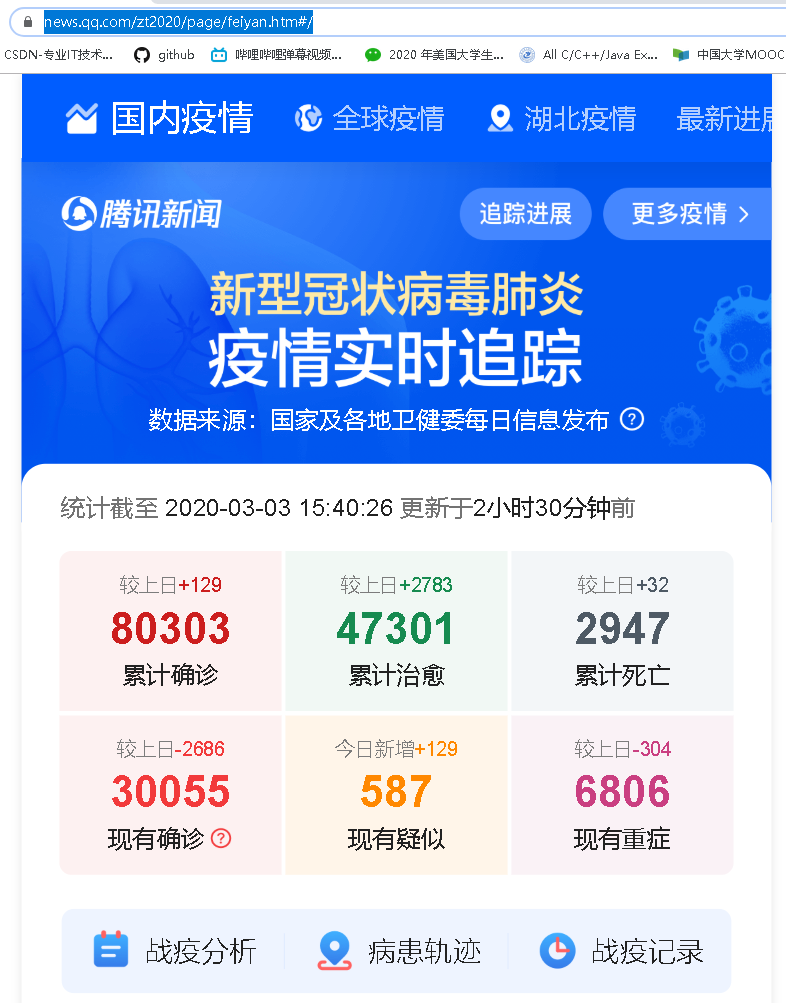 news.qq.com/zt2020/page/feiyan.htm#/
CSDN-专业IT技术... github 哔哩哔哩弹幕视频... 2020 年美国大学生... All C/C++/Java Ex... 中国大学MOOC
国内疫情 全球疫情 湖北疫情 最新进展
腾讯新闻 追踪进展 更多疫情 >
新型冠状病毒肺炎
疫情实时追踪
数据来源：国家及各地卫健委每日信息发布 ?
统计截至 2020-03-03 15:40:26 更新于2小时30分钟前
较上日+129 较上日+2783 较上日+32
80303 47301 2947
累计确诊 累计治愈 累计死亡
较上日-2686 今日新增+129 较上日-304
30055 587 6806
现有确诊 ? 现有疑似 现有重症
战疫分析 病患轨迹 战疫记录